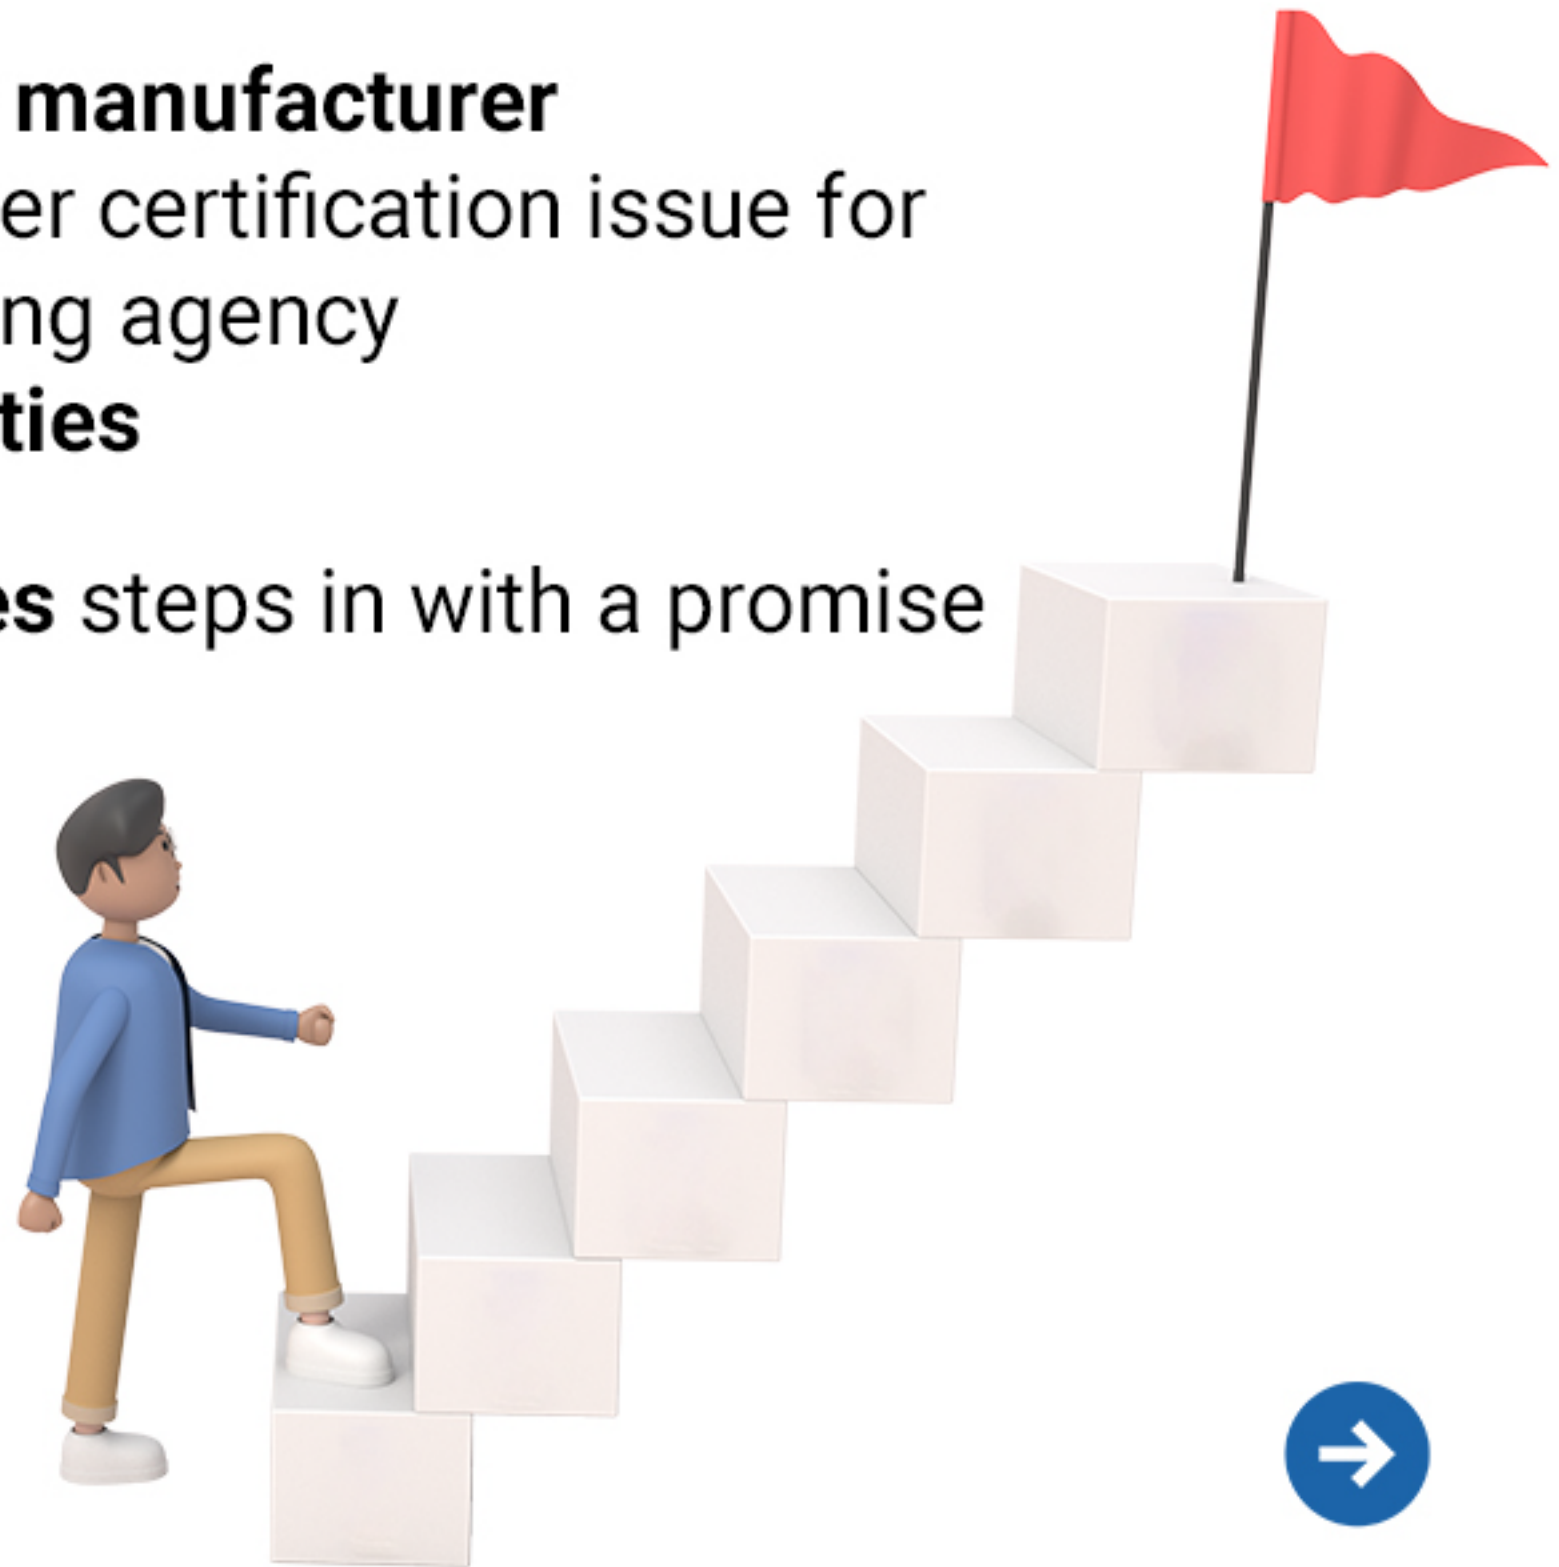 manufacturer
er certification issue for
ng agency
ties
es steps in with a promise